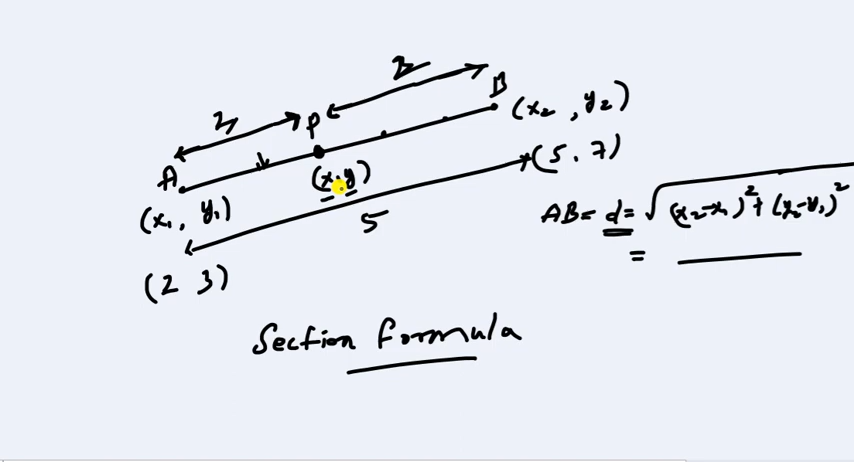 3
B
P
(x₂, y₂)
2
A
(x.y)
(5.7)
(x₁, y₁)
5
AB = d = √(x₂-x₁)² + (y₂-y₁)²
=
(2 3)
Section formula